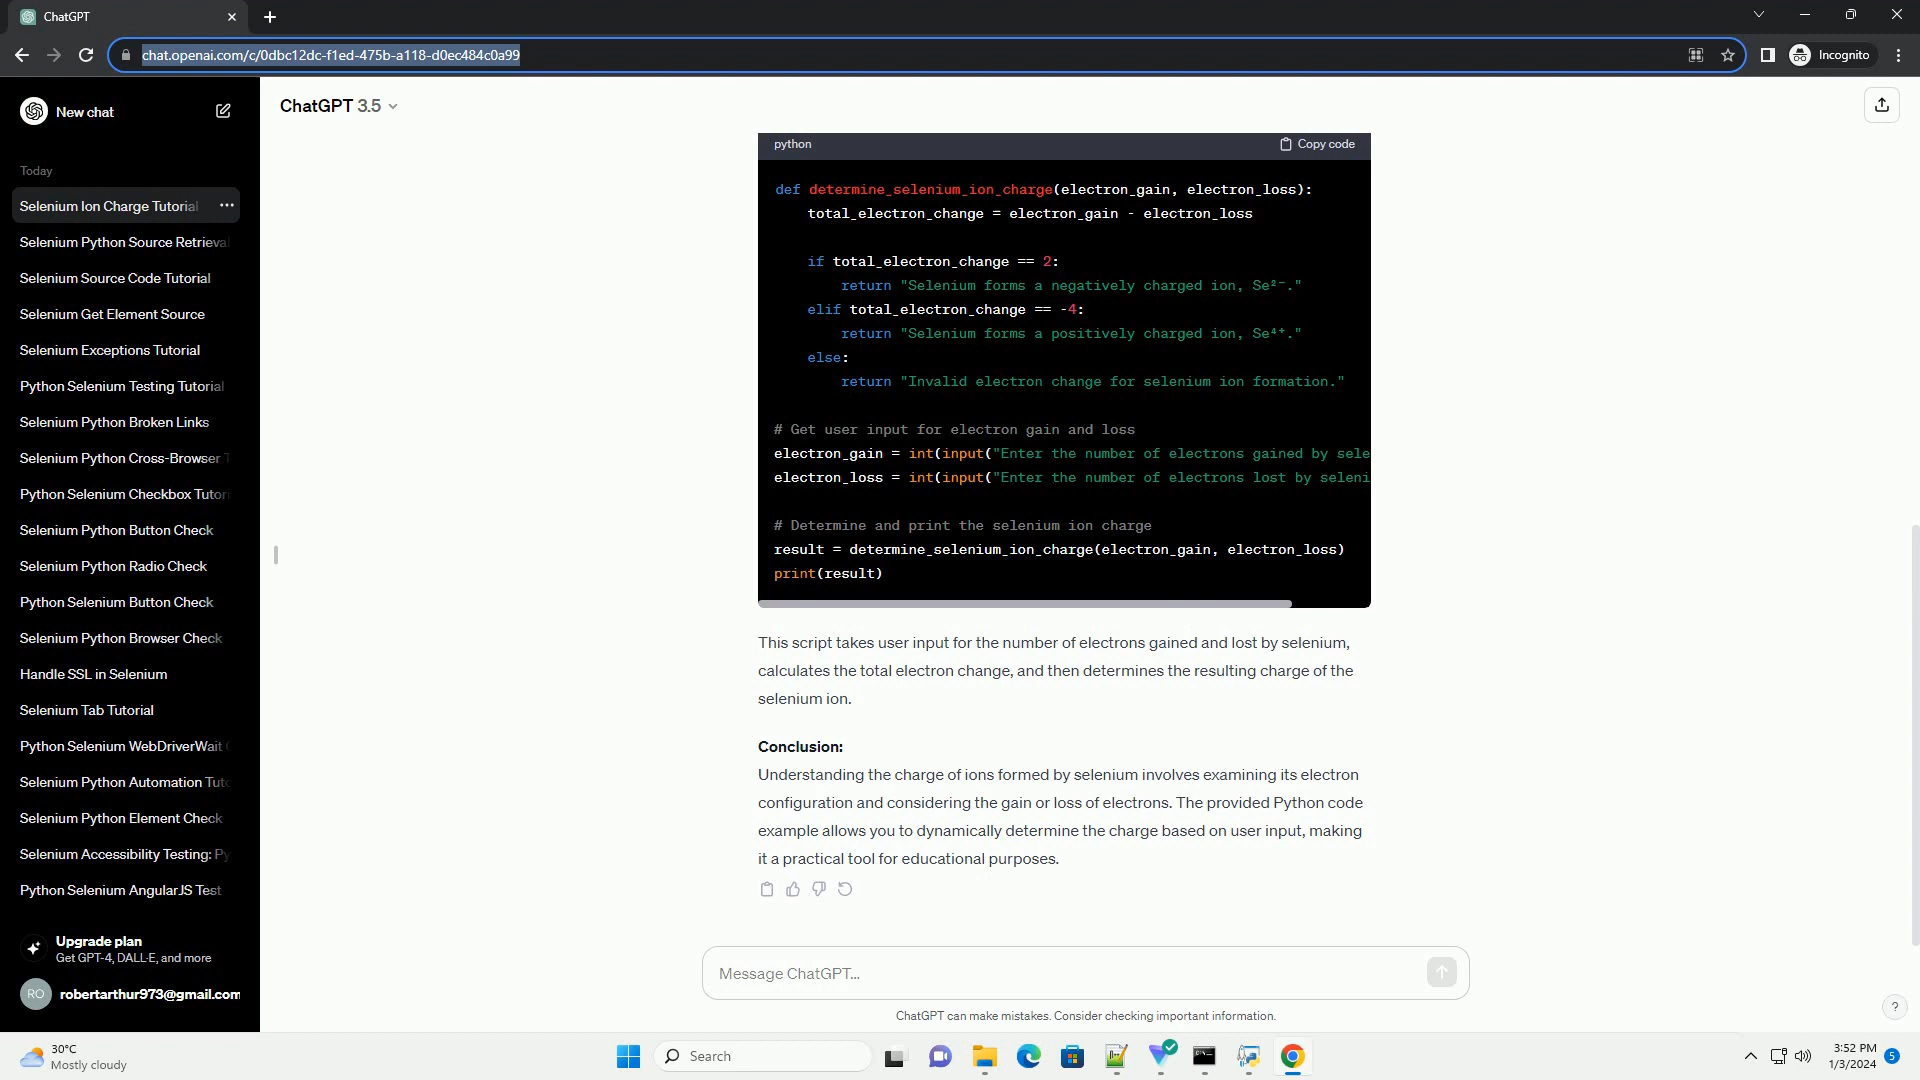 ChatGPT
chat.openai.com/c/0dbc12dc-f1ed-475b-a118-d0ec484c0a99
Incognito
New chat
Today
Selenium Ion Charge Tutorial
Selenium Python Source Retrieva
Selenium Source Code Tutorial
Selenium Get Element Source
Selenium Exceptions Tutorial
Python Selenium Testing Tutorial
Selenium Python Broken Links
Selenium Python Cross-Browser T
Python Selenium Checkbox Tutori
Selenium Python Button Check
Selenium Python Radio Check
Python Selenium Button Check
Selenium Python Browser Check
Handle SSL in Selenium
Selenium Tab Tutorial
Python Selenium WebDriverWait
Selenium Python Automation Tuto
Selenium Python Element Check
Selenium Accessibility Testing: Py
Python Selenium AngularJS Test
Upgrade plan
Get GPT-4, DALL·E, and more
RO robertarthur973@gmail.com
ChatGPT 3.5
python Copy code
def determine_selenium_ion_charge(electron_gain, electron_loss):
total_electron_change = electron_gain - electron_loss
if total_electron_change == 2:
return "Selenium forms a negatively charged ion, Se²⁻."
elif total_electron_change == -4:
return "Selenium forms a positively charged ion, Se⁴⁺."
else:
return "Invalid electron change for selenium ion formation."
# Get user input for electron gain and loss
electron_gain = int(input("Enter the number of electrons gained by sele
electron_loss = int(input("Enter the number of electrons lost by seleni
# Determine and print the selenium ion charge
result = determine_selenium_ion_charge(electron_gain, electron_loss)
print(result)
This script takes user input for the number of electrons gained and lost by selenium,
calculates the total electron change, and then determines the resulting charge of the
selenium ion.
Conclusion:
Understanding the charge of ions formed by selenium involves examining its electron
configuration and considering the gain or loss of electrons. The provided Python code
example allows you to dynamically determine the charge based on user input, making
it a practical tool for educational purposes.
Message ChatGPT...
ChatGPT can make mistakes. Consider checking important information.
?
30°C
Mostly cloudy
Search
3:52 PM
1/3/2024
5